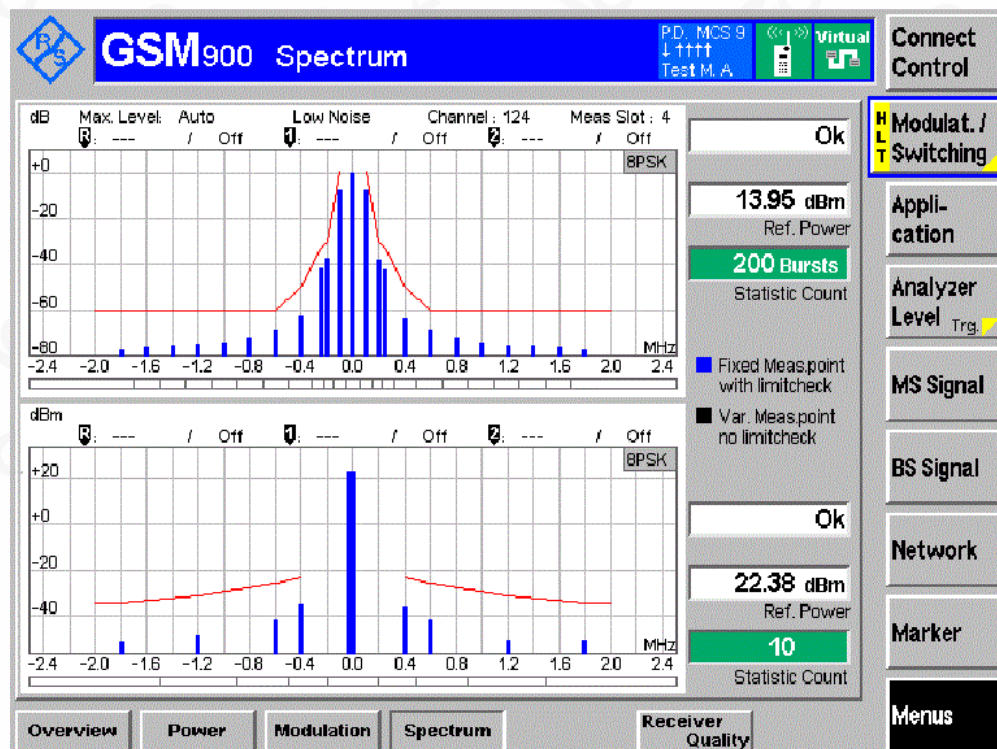 R/S
GSM900 Spectrum
P.D. MCS 9
↓ ↑↑↑↑
Test M. A
Virtual
Connect
Control
H
L
T
Modulat. /
Switching
Appli-
cation
Analyzer
Level Trg.
MS Signal
BS Signal
Network
Marker
Menus
dB Max. Level: Auto Low Noise Channel : 124 Meas Slot : 4
R: --- / Off 1: --- / Off 2: --- / Off
8PSK
+0
-20
-40
-60
-80
MHz
-2.4 -2.0 -1.6 -1.2 -0.8 -0.4 0.0 0.4 0.8 1.2 1.6 2.0 2.4
Ok
13.95 dBm
Ref. Power
200 Bursts
Statistic Count
Fixed Meas.point
with limitcheck
Var. Meas.point
no limitcheck
dBm
R: --- / Off 1: --- / Off 2: --- / Off
8PSK
+20
+0
-20
-40
MHz
-2.4 -2.0 -1.6 -1.2 -0.8 -0.4 0.0 0.4 0.8 1.2 1.6 2.0 2.4
Ok
22.38 dBm
Ref. Power
10
Statistic Count
Overview
Power
Modulation
Spectrum
Receiver
Quality